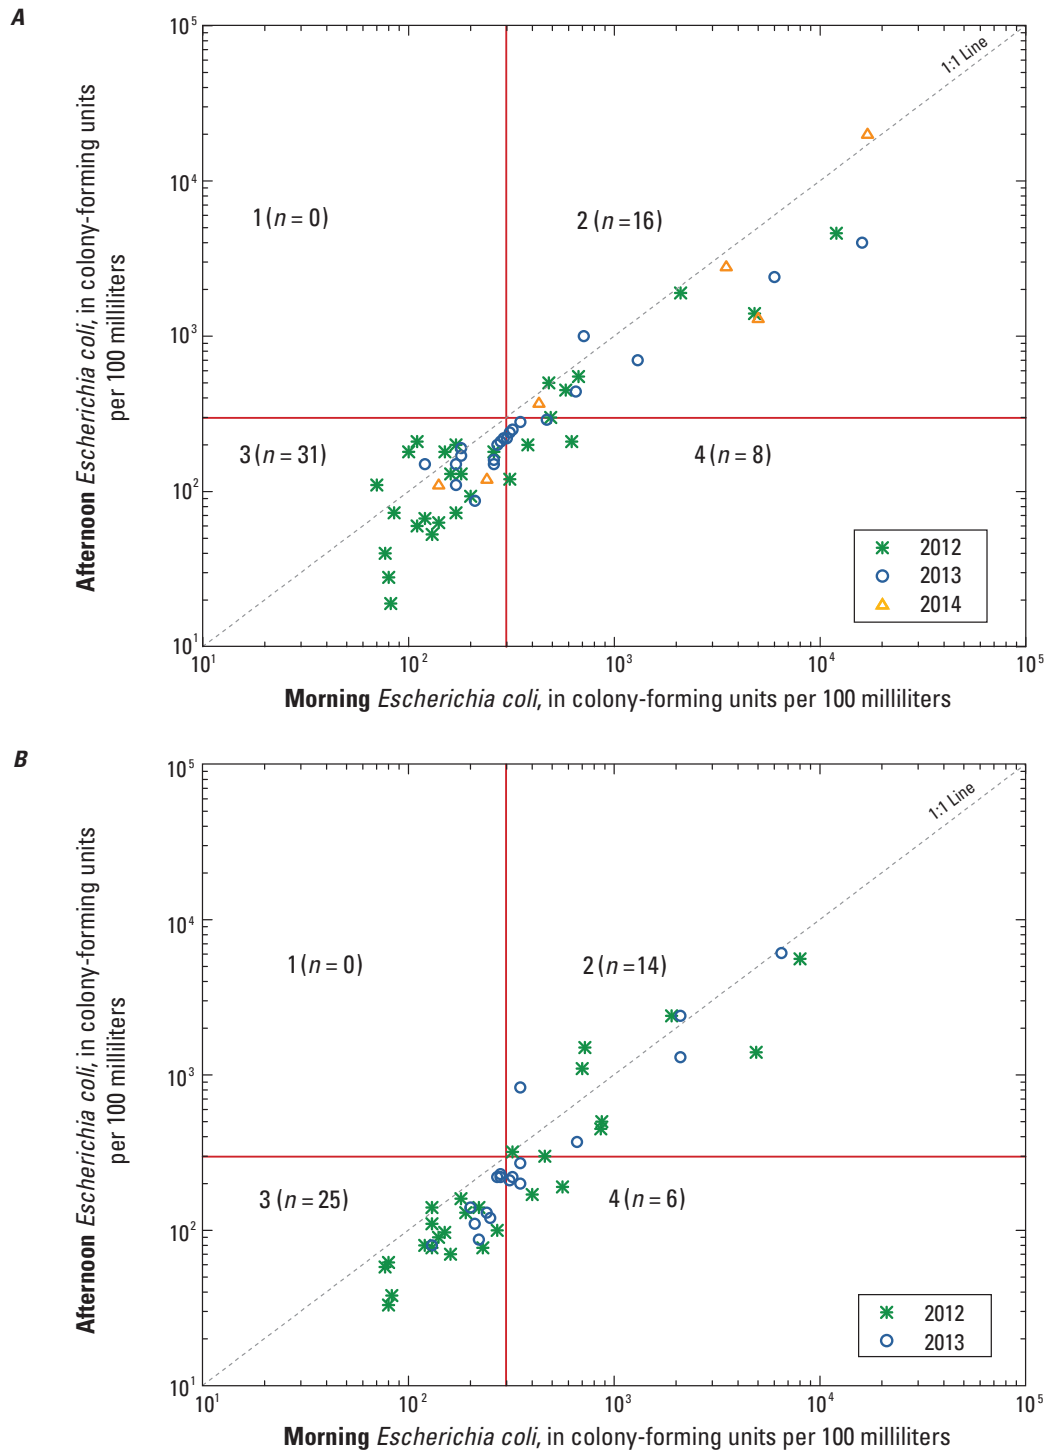 A
Afternoon Escherichia coli, in colony-forming units
per 100 milliliters
10⁵
10⁴
10³
10²
10¹
1:1 Line
1 (n = 0)
2 (n =16)
3 (n = 31)
4 (n = 8)
2012
2013
2014
10¹ 10² 10³ 10⁴ 10⁵
Morning Escherichia coli, in colony-forming units per 100 milliliters
B
Afternoon Escherichia coli, in colony-forming units
per 100 milliliters
10⁵
10⁴
10³
10²
10¹
1:1 Line
1 (n = 0)
2 (n =14)
3 (n = 25)
4 (n = 6)
2012
2013
10¹ 10² 10³ 10⁴ 10⁵
Morning Escherichia coli, in colony-forming units per 100 milliliters